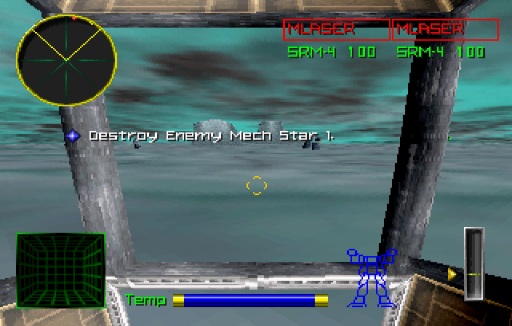 MLASER MLASER
SRM-4 100 SRM-4 100
Destroy Enemy Mech Star 1.
Temp